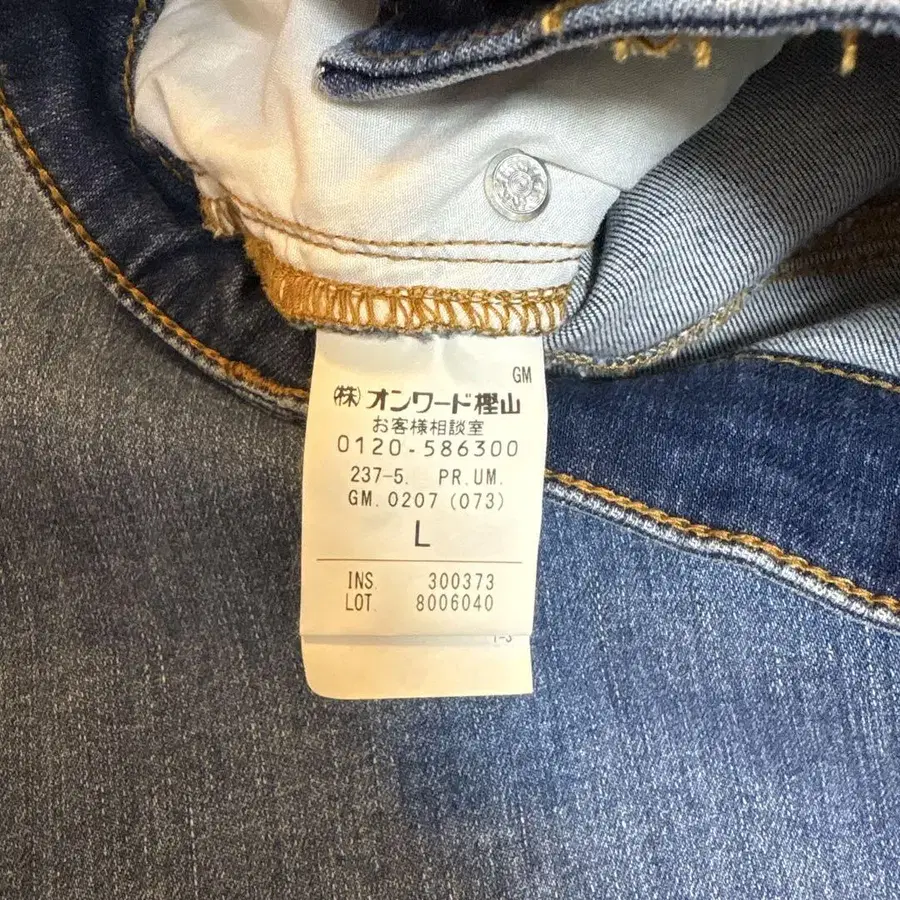 GM
(株)オンワード樫山
お客様相談室
0120-586300
237-5. PR.UM.
GM.0207(073)
L
INS. 300373
LOT. 8006040